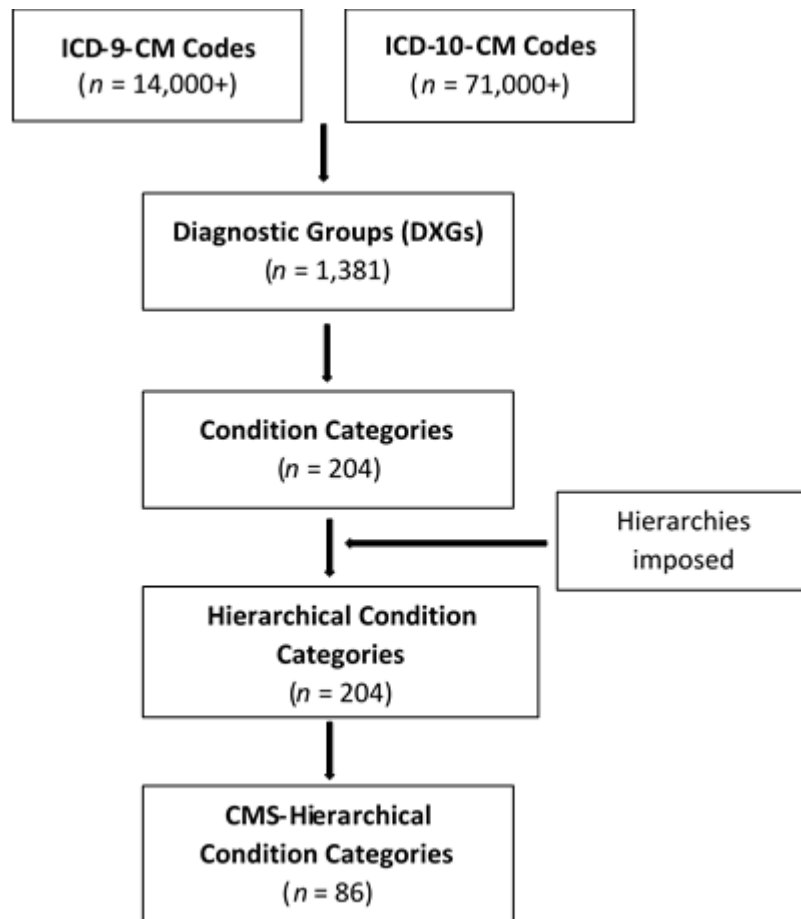 ICD-9-CM Codes
(n = 14,000+)
ICD-10-CM Codes
(n = 71,000+)
Diagnostic Groups (DXGs)
(n = 1,381)
Condition Categories
(n = 204)
Hierarchies
imposed
Hierarchical Condition
Categories
(n = 204)
CMS-Hierarchical
Condition Categories
(n = 86)